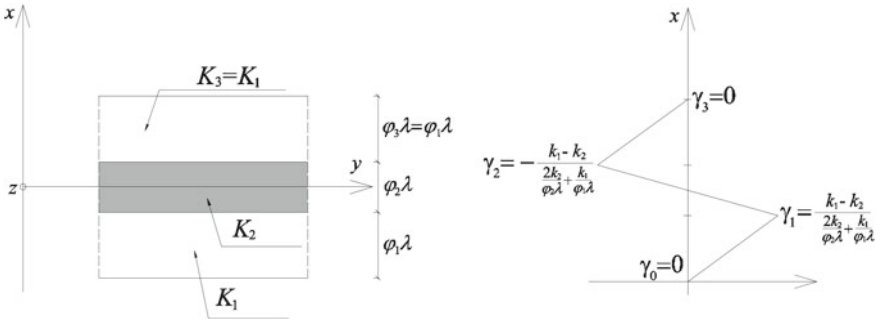 x
K₃=K₁
φ₃λ=φ₁λ
y
z
φ₂λ
K₂
φ₁λ
K₁
x
γ₃=0
γ₂= - (k₁- k₂) / (2k₂/φ₂λ + k₁/φ₁λ)
γ₁= (k₁- k₂) / (2k₂/φ₂λ + k₁/φ₁λ)
γ₀=0